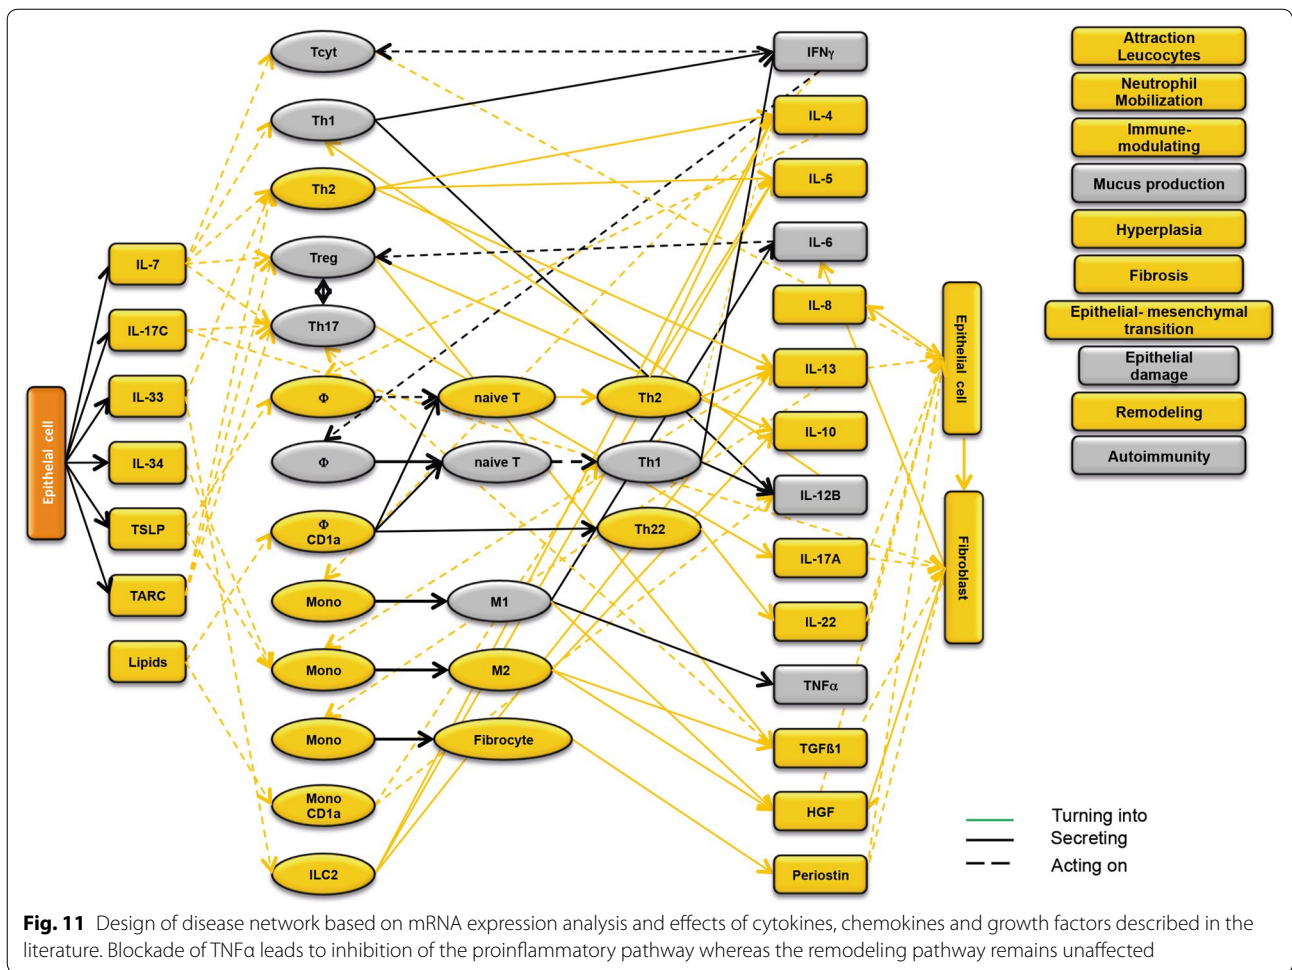 Epithelal cell
IL-7
IL-17C
IL-33
IL-34
TSLP
TARC
Lipids
Tcyt
Th1
Th2
Treg
Th17
Φ
Φ
Φ
CD1a
Mono
Mono
Mono
Mono
CD1a
ILC2
naive T
naive T
M1
M2
Fibrocyte
Th2
Th1
Th22
IFNγ
IL-4
IL-5
IL-6
IL-8
IL-13
IL-10
IL-12B
IL-17A
IL-22
TNFα
TGFß1
HGF
Periostin
Epithelial cell
Fibroblast
Attraction
Leucocytes
Neutrophil
Mobilization
Immune-
modulating
Mucus production
Hyperplasia
Fibrosis
Epithelial- mesenchymal
transition
Epithelial
damage
Remodeling
Autoimmunity
Turning into
Secreting
Acting on
Fig. 11 Design of disease network based on mRNA expression analysis and effects of cytokines, chemokines and growth factors described in the
literature. Blockade of TNFα leads to inhibition of the proinflammatory pathway whereas the remodeling pathway remains unaffected